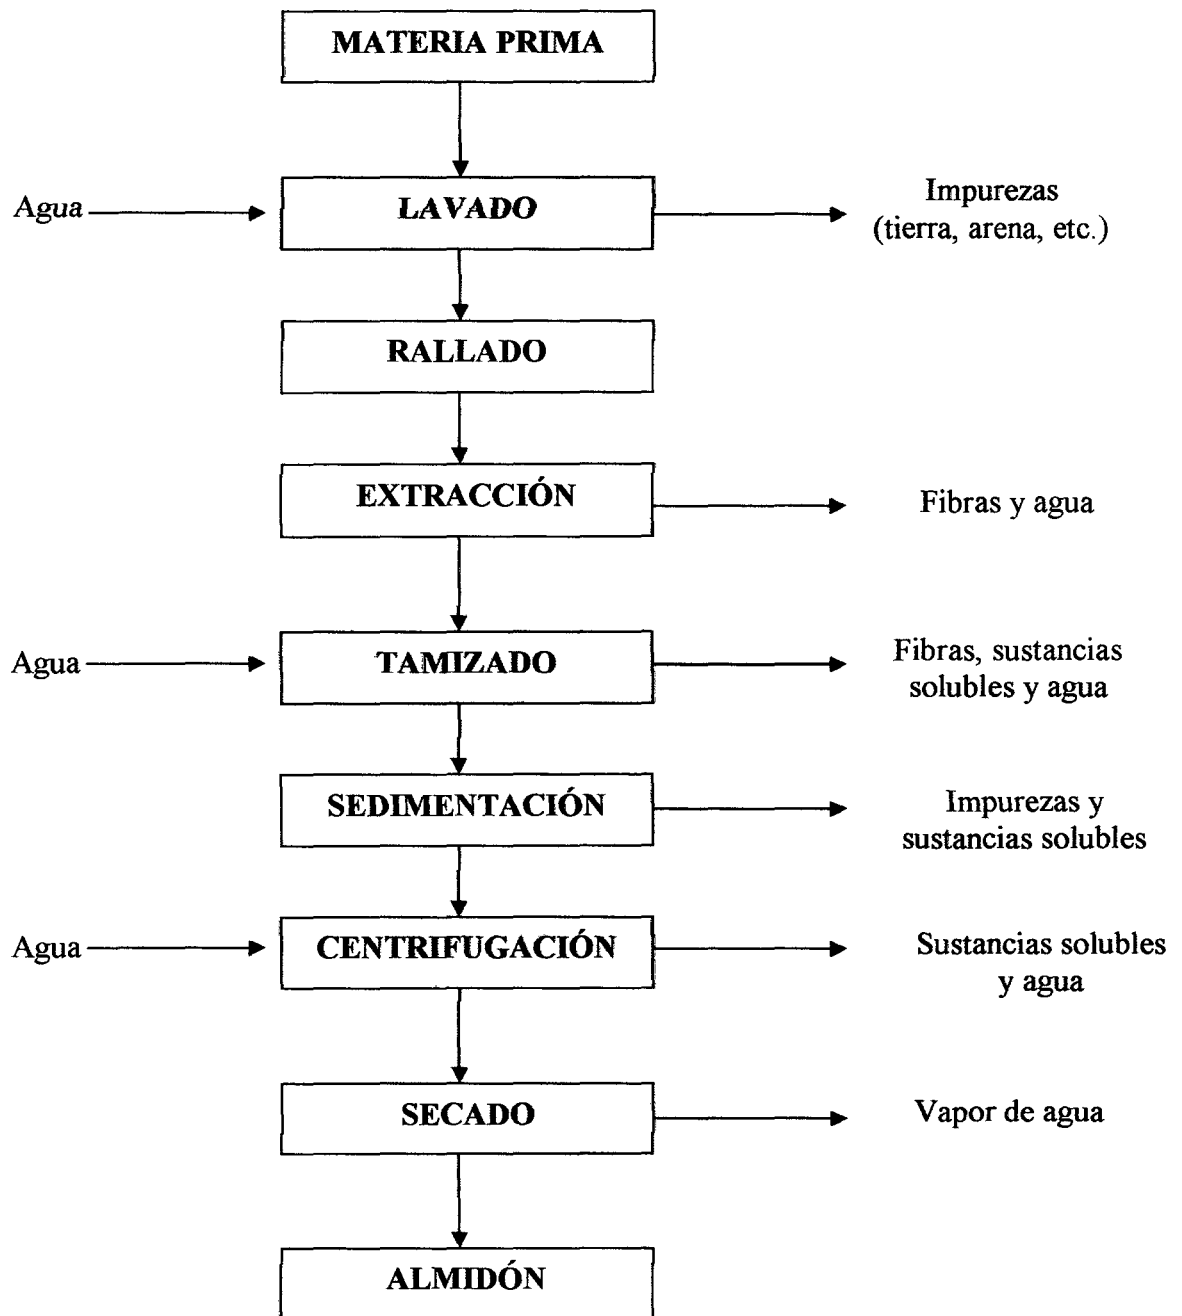 MATERIA PRIMA
Agua
LAVADO
Impurezas
(tierra, arena, etc.)
RALLADO
EXTRACCIÓN
Fibras y agua
Agua
TAMIZADO
Fibras, sustancias
solubles y agua
SEDIMENTACIÓN
Impurezas y
sustancias solubles
Agua
CENTRIFUGACIÓN
Sustancias solubles
y agua
SECADO
Vapor de agua
ALMIDÓN